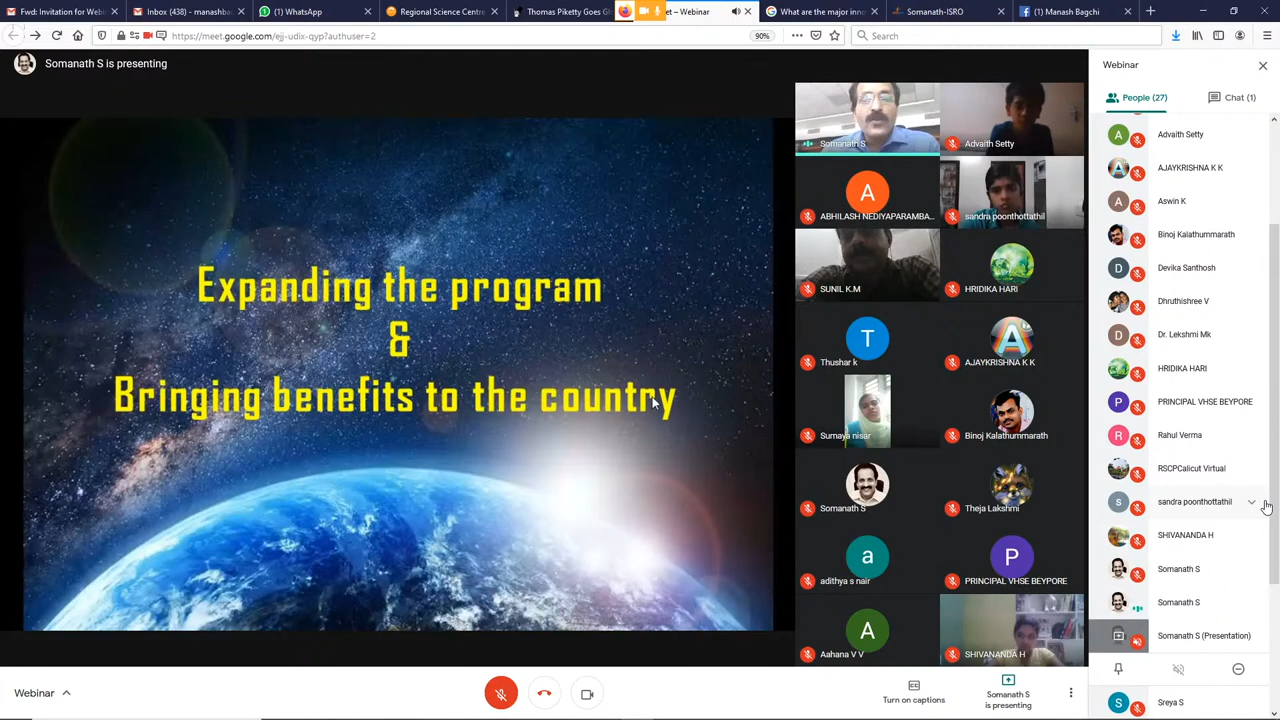 Fwd: Invitation for Webi
Inbox (438) - manashba
(1) WhatsApp
Regional Science Centre
Thomas Piketty Goes Gl
et – Webinar
What are the major inno
Somanath-ISRO
(1) Menash Bagchi
https://meet.google.com/ejj-udix-qyp?authuser=2
90%
Search
Somanath S is presenting
Expanding the program
&
Bringing benefits to the country
Somanath S
Advaith Setty
ABHILASH NEDIYAPARAMBA...
sandra poonthottathil
SUNIL K.M
HRIDIKA HARI
T
Thushar k
A
AJAYKRISHNA K K
Sumaya nisar
Binoj Kalathummarath
Somanath S
Theja Lakshmi
a
adithya s nair
P
PRINCIPAL VHSE BEYPORE
A
Aahana V V
SHIVANANDA H
Webinar
People (27)
Chat (1)
A Advaith Setty
AJAYKRISHNA K K
A Aswin K
Binoj Kalathummarath
D Devika Santhosh
Dhruthishree V
D Dr. Lekshmi Mk
HRIDIKA HARI
P PRINCIPAL VHSE BEYPORE
R Rahul Verma
RSCPCalicut Virtual
s sandra poonthottathil
SHIVANANDA H
Somanath S
Somanath S
Somanath S (Presentation)
S Sreya S
Webinar
Turn on captions
Somanath S
is presenting